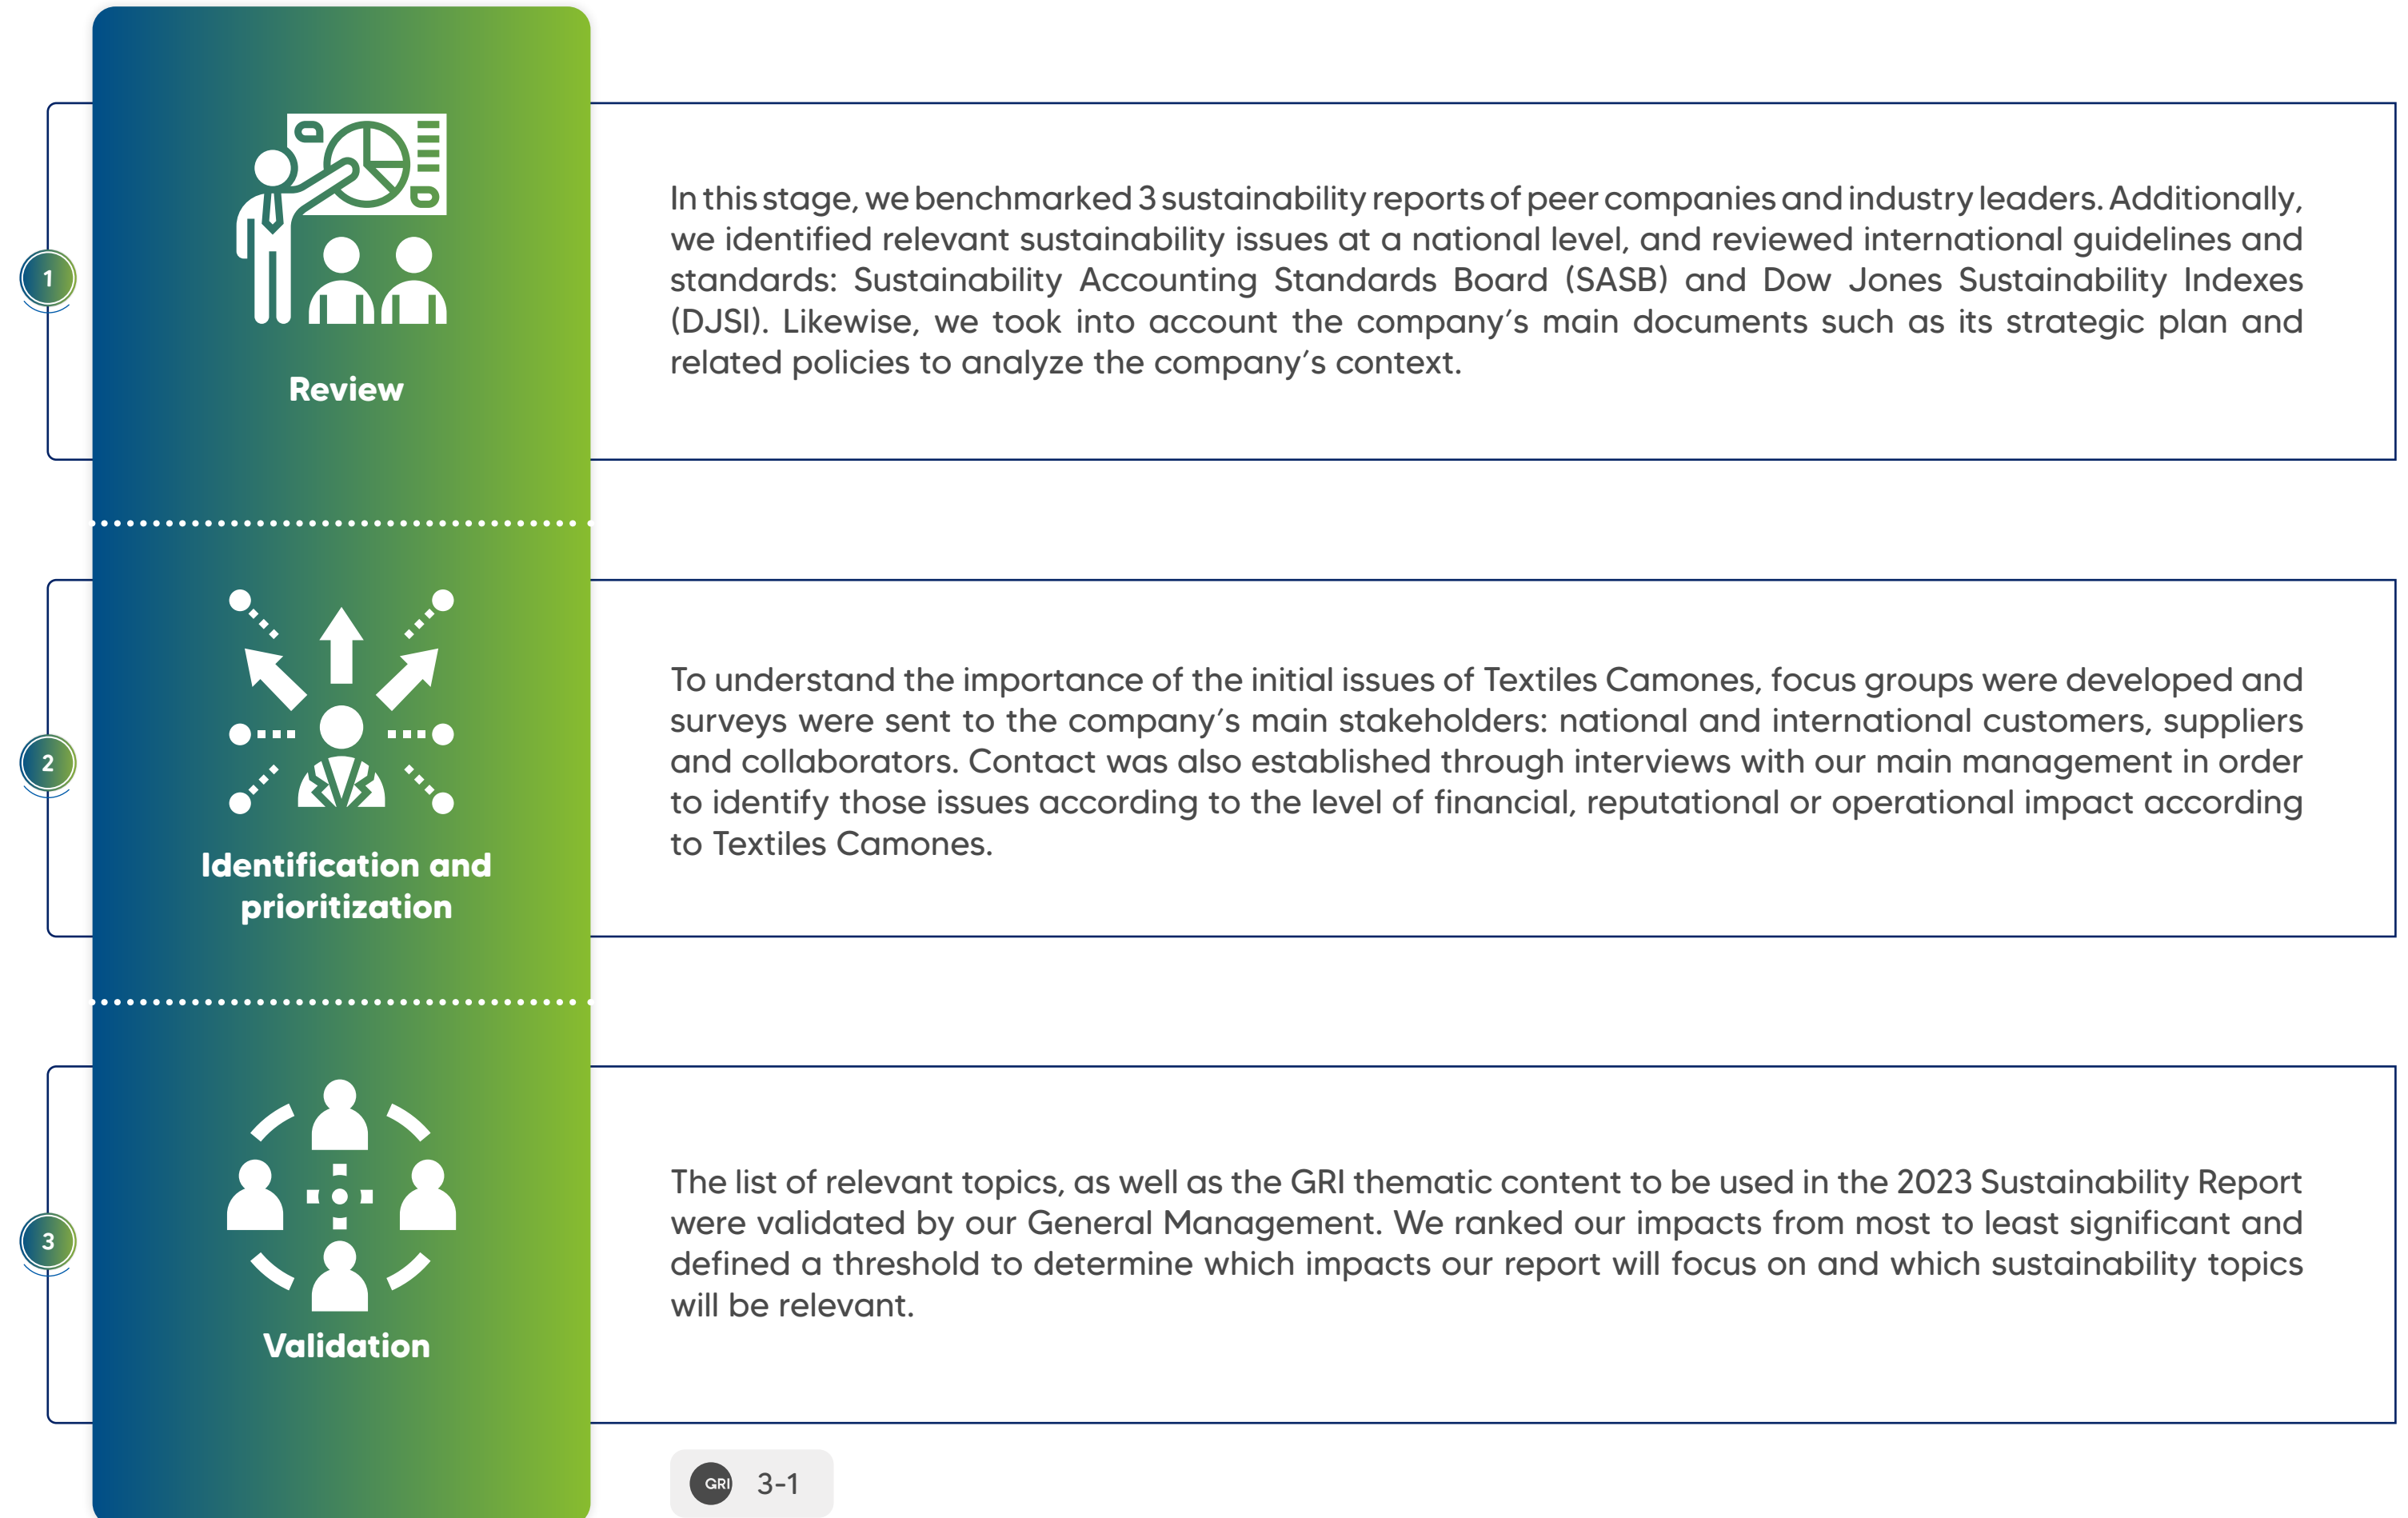 1
Review
In this stage, we benchmarked 3 sustainability reports of peer companies and industry leaders. Additionally,
we identified relevant sustainability issues at a national level, and reviewed international guidelines and
standards: Sustainability Accounting Standards Board (SASB) and Dow Jones Sustainability Indexes
(DJSI). Likewise, we took into account the company's main documents such as its strategic plan and
related policies to analyze the company's context.
2
Identification and
prioritization
To understand the importance of the initial issues of Textiles Camones, focus groups were developed and
surveys were sent to the company's main stakeholders: national and international customers, suppliers
and collaborators. Contact was also established through interviews with our main management in order
to identify those issues according to the level of financial, reputational or operational impact according
to Textiles Camones.
3
Validation
The list of relevant topics, as well as the GRI thematic content to be used in the 2023 Sustainability Report
were validated by our General Management. We ranked our impacts from most to least significant and
defined a threshold to determine which impacts our report will focus on and which sustainability topics
will be relevant.
GRI 3-1